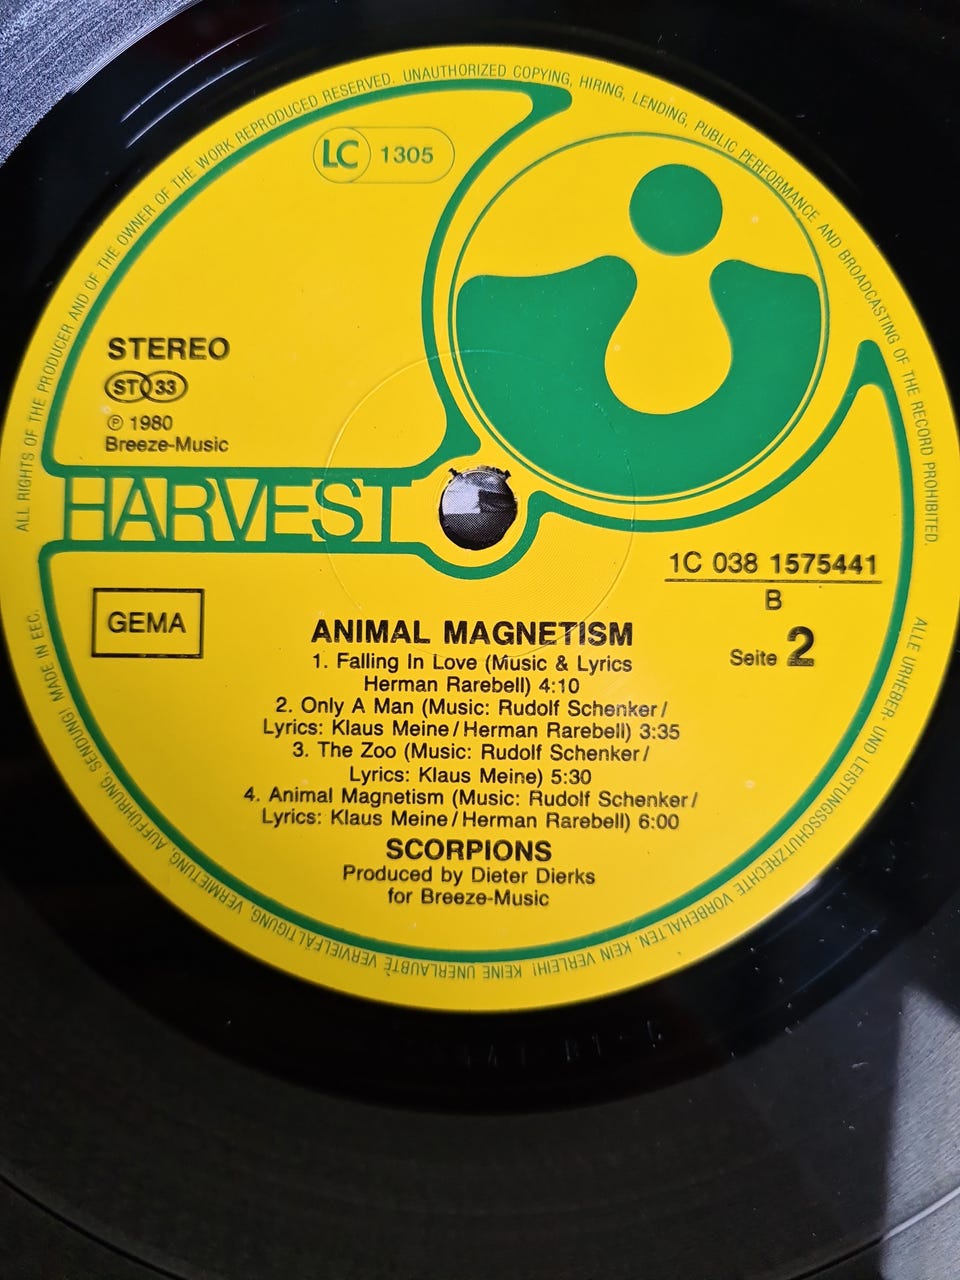 ALL RIGHTS OF THE PRODUCER AND OF THE OWNER OF THE WORK REPRODUCED RESERVED. UNAUTHORIZED COPYING, HIRING, LENDING, PUBLIC PERFORMANCE AND BROADCASTING OF THE RECORD PROHIBITED.
LC 1305
STEREO
ST 33
℗ 1980
Breeze-Music
HARVEST
1C 038 1575441
B
GEMA
Seite 2
ANIMAL MAGNETISM
1. Falling In Love (Music & Lyrics
Herman Rarebell) 4:10
2. Only A Man (Music: Rudolf Schenker/
Lyrics: Klaus Meine/Herman Rarebell) 3:35
3. The Zoo (Music: Rudolf Schenker/
Lyrics: Klaus Meine) 5:30
4. Animal Magnetism (Music: Rudolf Schenker/
Lyrics: Klaus Meine/Herman Rarebell) 6:00
SCORPIONS
Produced by Dieter Dierks
for Breeze-Music
ALLE URHEBER- UND LEISTUNGSSCHUTZRECHTE VORBEHALTEN. KEIN VERLEIH! KEINE UNERLAUBTE VERVIELFÄLTIGUNG, VERMIETUNG, AUFFÜHRUNG, SENDUNG! MADE IN EEC.